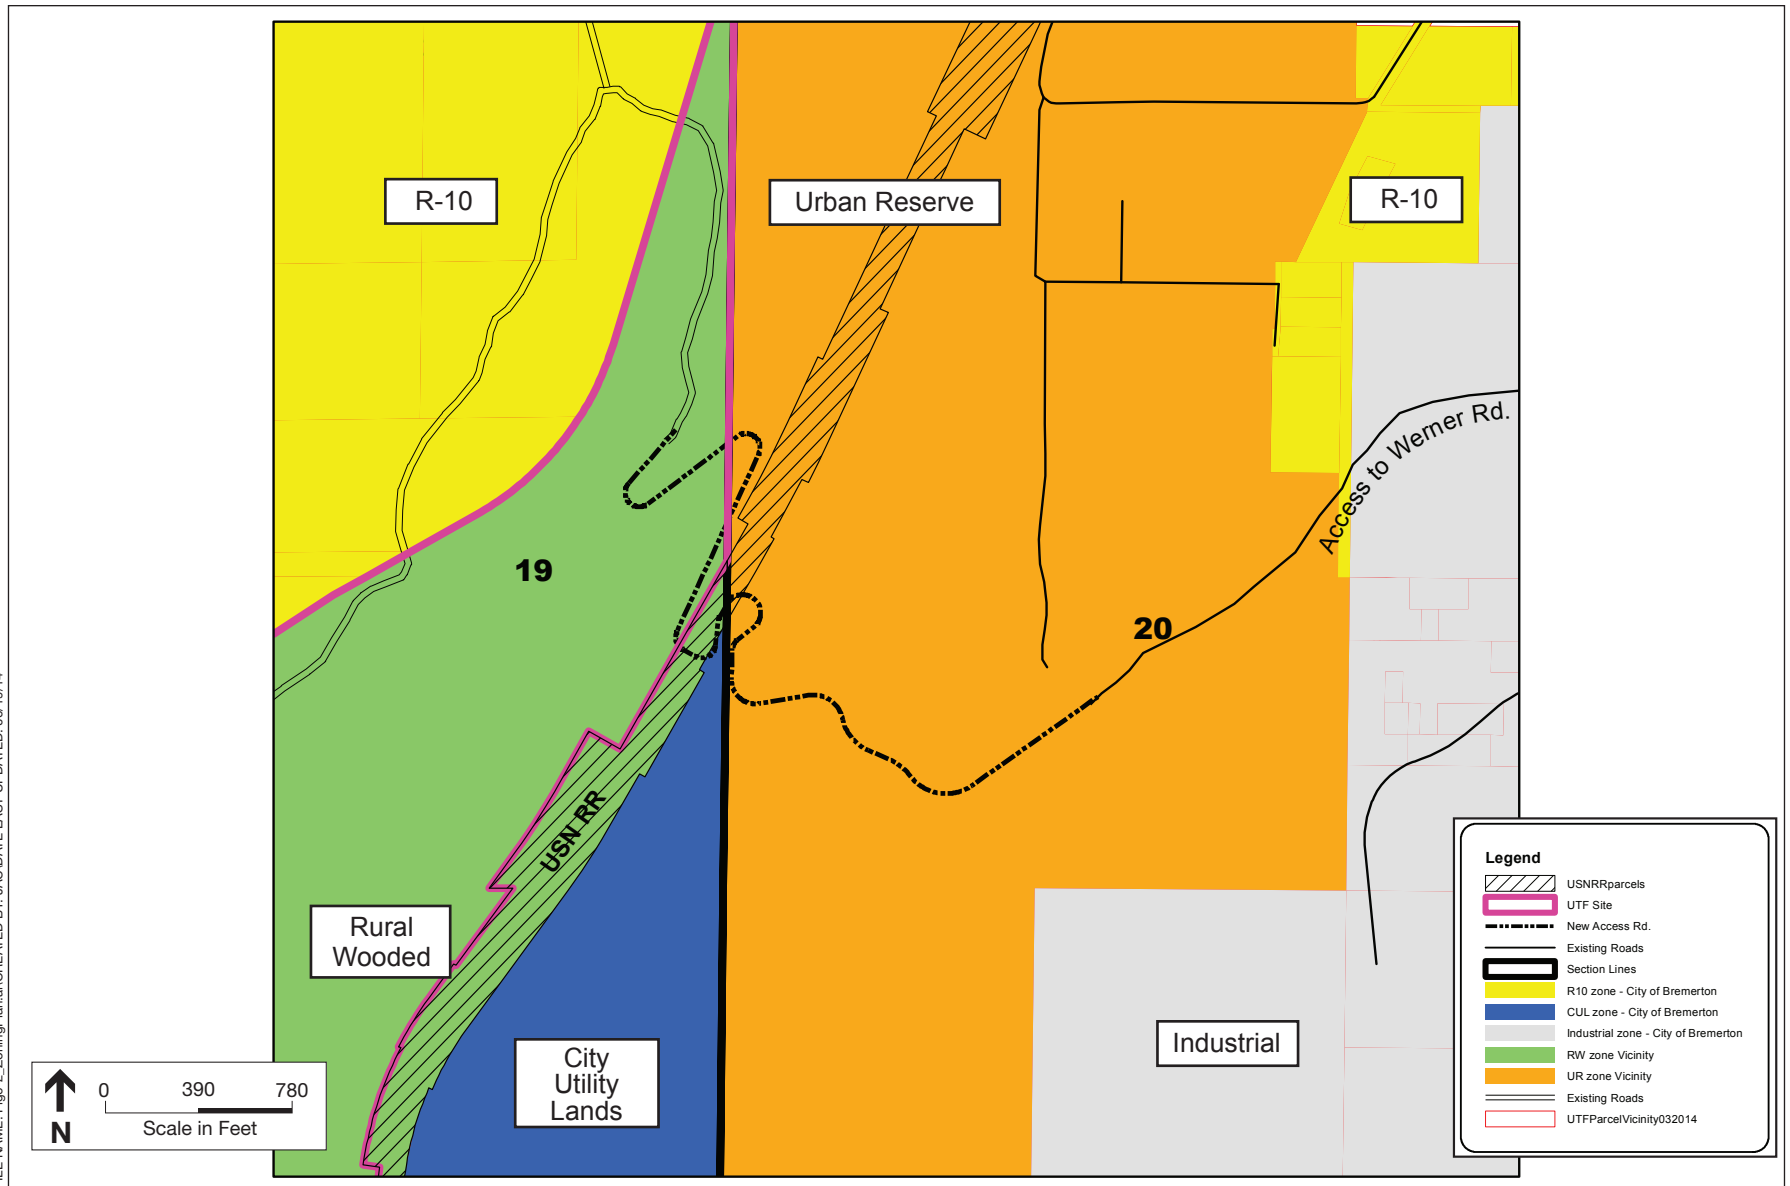 R-10
Urban Reserve
R-10
Access to Werner Rd.
19
20
USN RR
Rural
Wooded
City
Utility
Lands
Industrial
0 390 780
Scale in Feet
N
Legend
USNRRparcels
UTF Site
New Access Rd.
Existing Roads
Section Lines
R10 zone - City of Bremerton
CUL zone - City of Bremerton
Industrial zone - City of Bremerton
RW zone Vicinity
UR zone Vicinity
Existing Roads
UTFParcelVicinity032014